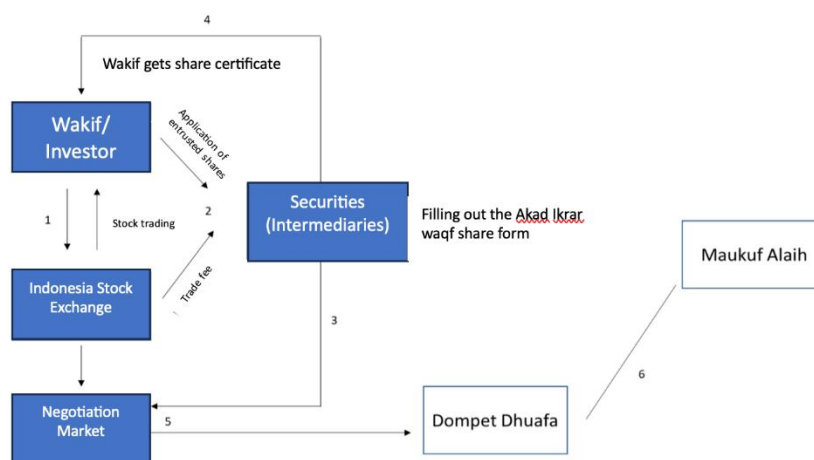 4
Wakif gets share certificate
Wakif/
Investor
Application of
entrusted shares
1
Stock trading
2
Securities
(Intermediaries)
Filling out the Akad Ikrar
waqf share form
Maukuf Alaih
Indonesia Stock
Exchange
Trade fee
3
6
Negotiation
Market
5
Dompet Dhuafa